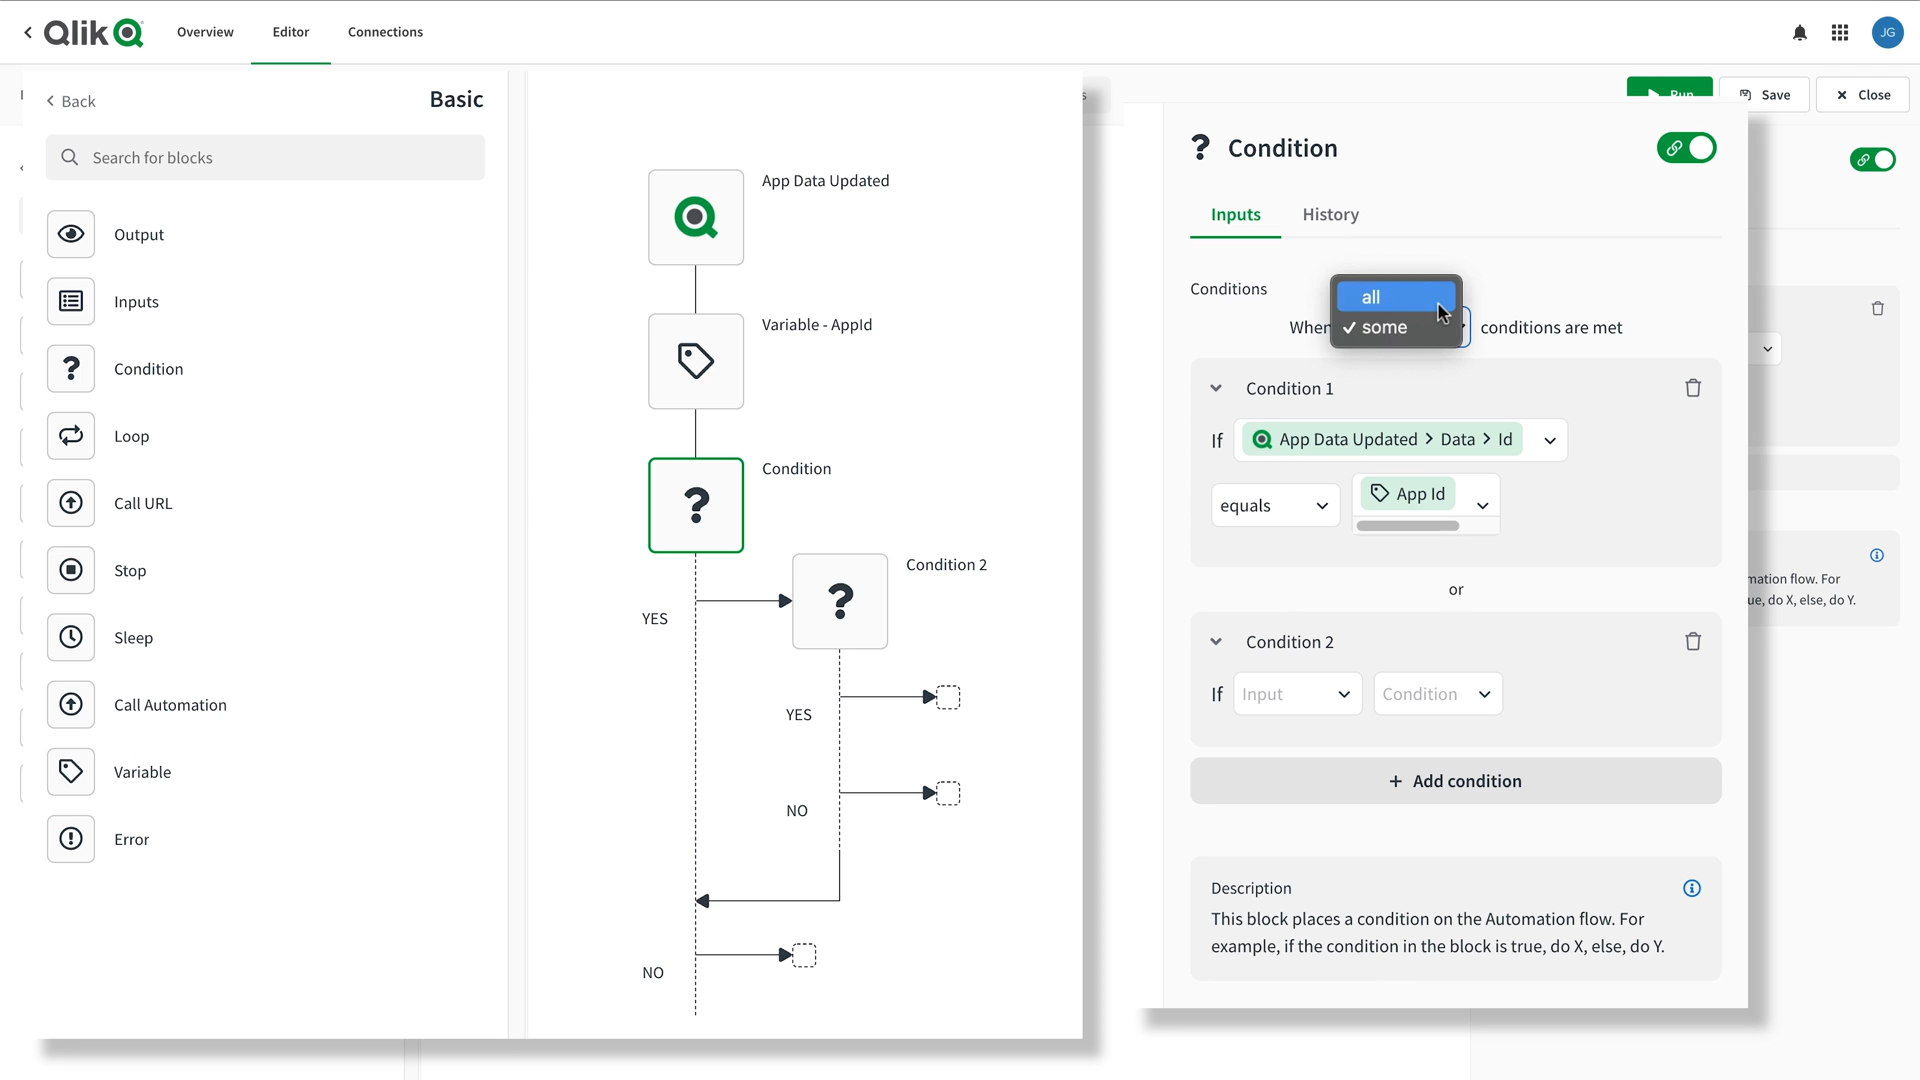 Qlik
Overview
Editor
Connections
JG
Back
Basic
Search for blocks
Output
Inputs
Condition
Loop
Call URL
Stop
Sleep
Call Automation
Variable
Error
App Data Updated
Variable - AppId
Condition
YES
Condition 2
YES
NO
NO
Run
Save
Close
Condition
Inputs
History
Conditions
all
When
some
conditions are met
Condition 1
If
App Data Updated > Data > Id
equals
App Id
or
Condition 2
If
Input
Condition
+ Add condition
Description
This block places a condition on the Automation flow. For
example, if the condition in the block is true, do X, else, do Y.
mation flow. For
ue, do X, else, do Y.